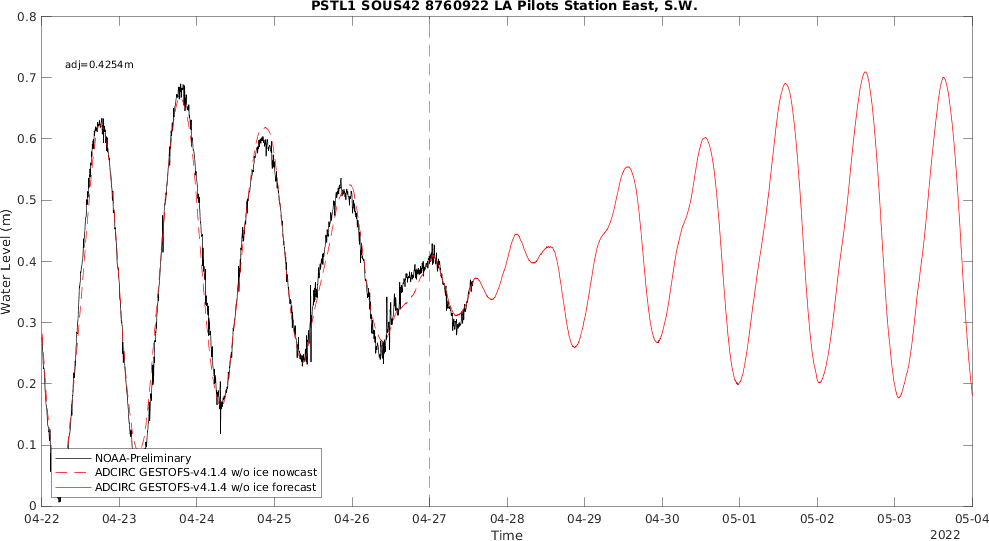 PSTL1 SOUS42 8760922 LA Pilots Station East, S.W.
adj=0.4254m
Water Level (m)
0.8
0.7
0.6
0.5
0.4
0.3
0.2
0.1
0
NOAA-Preliminary
ADCIRC GESTOFS-v4.1.4 w/o ice nowcast
ADCIRC GESTOFS-v4.1.4 w/o ice forecast
04-22 04-23 04-24 04-25 04-26 04-27 04-28 04-29 04-30 05-01 05-02 05-03 05-04
Time
2022